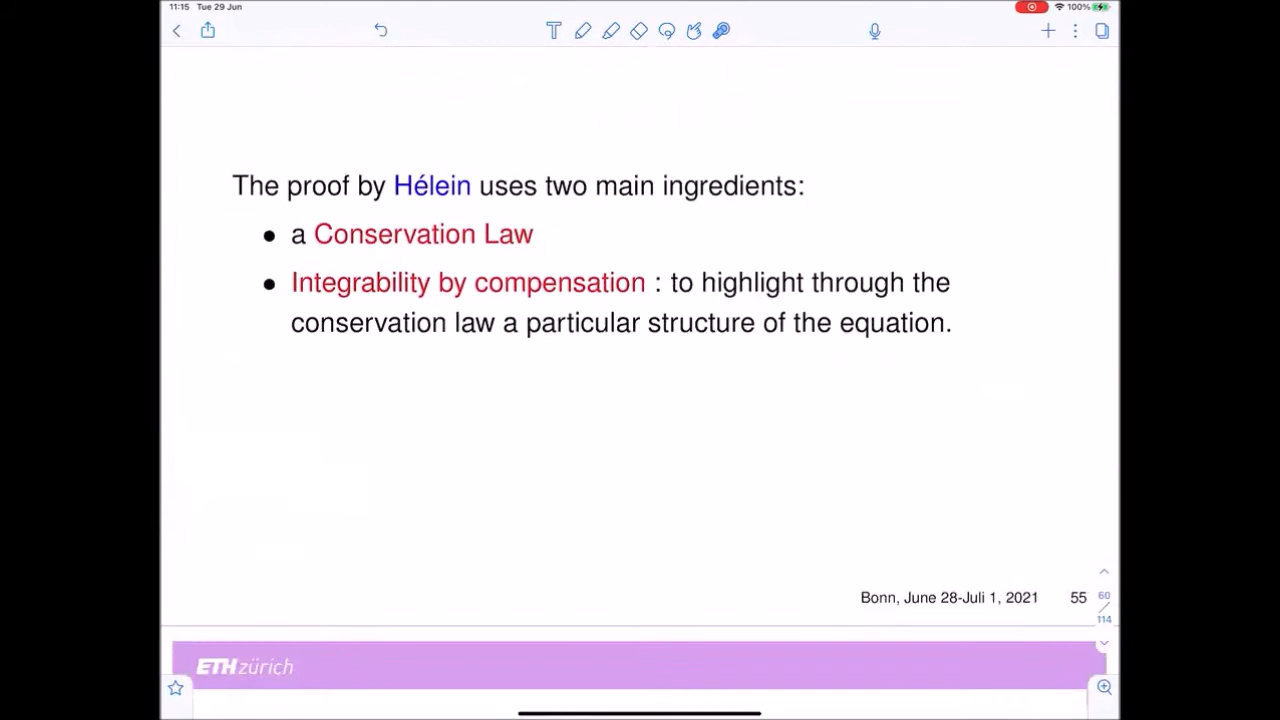 11:15 Tue 29 Jun
100%
T
The proof by Hélein uses two main ingredients:
● a Conservation Law
● Integrability by compensation : to highlight through the
conservation law a particular structure of the equation.
Bonn, June 28-Juli 1, 2021 55
60
/
114
ETH zürich